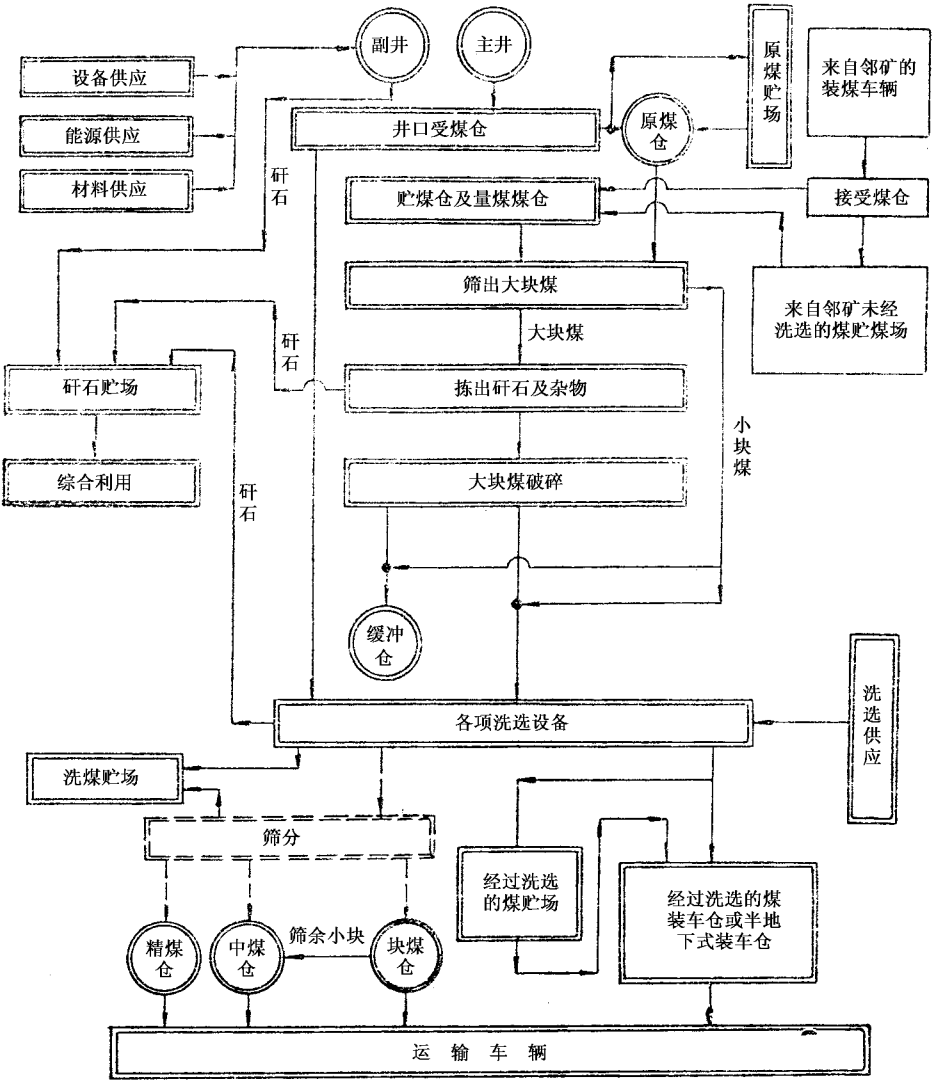 副井
主井
原煤贮场
来自邻矿的
装煤车辆
设备供应
能源供应
材料供应
井口受煤仓
原煤
仓
矸石
贮煤仓及量煤煤仓
接受煤仓
筛出大块煤
来自邻矿未经
洗选的煤贮煤场
大块煤
矸石
矸石贮场
拣出矸石及杂物
小块煤
综合利用
大块煤破碎
矸石
缓冲
仓
洗选供应
各项洗选设备
洗煤贮场
筛分
经过洗选
的煤贮场
经过洗选的煤
装车仓或半地
下式装车仓
精煤
仓
中煤
仓
筛余小块
块煤
仓
运输车辆